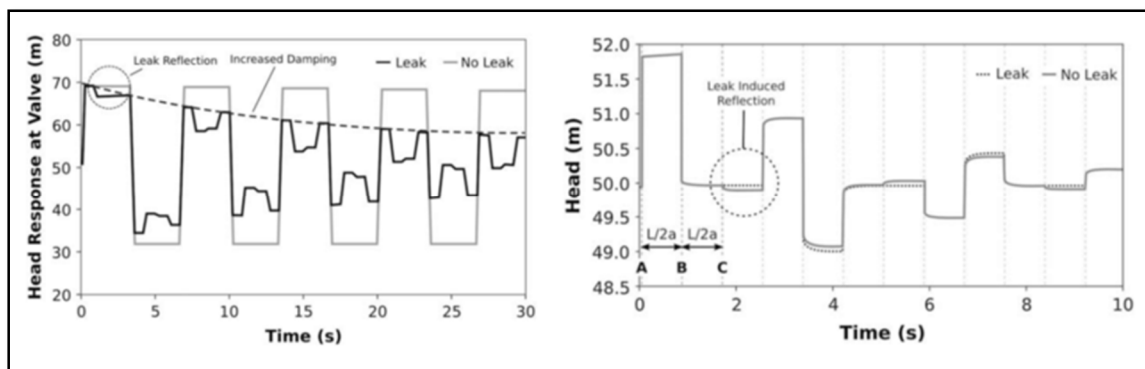 Head Response at Valve (m)
80
70
60
50
40
30
20
Leak Reflection
Increased Damping
Leak
No Leak
0
5
10
15
20
25
30
Time (s)
Head (m)
52.0
51.5
51.0
50.5
50.0
49.5
49.0
48.5
Leak Induced
Reflection
Leak
No Leak
L/2a
L/2a
A
B
C
0
2
4
6
8
10
Time (s)